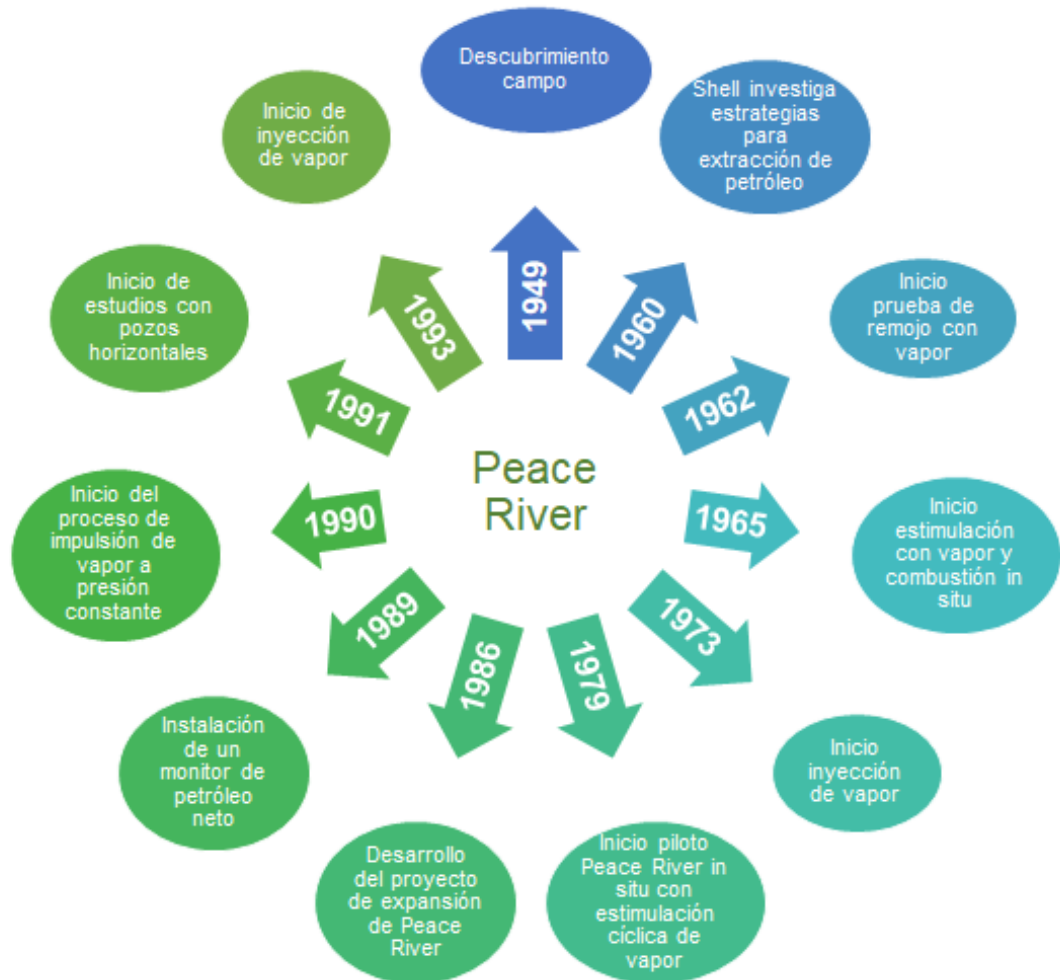 Peace
River
1949
Descubrimiento
campo
1960
Shell investiga
estrategias
para
extracción de
petróleo
1962
Inicio
prueba de
remojo con
vapor
1965
Inicio
estimulación
con vapor y
combustión in
situ
1973
Inicio
inyección
de vapor
1979
Inicio piloto
Peace River in
situ con
estimulación
cíclica de
vapor
1986
Desarrollo
del proyecto
de expansión
de Peace
River
1989
Instalación
de un
monitor de
petróleo
neto
1990
Inicio del
proceso de
impulsión de
vapor a
presión
constante
1991
Inicio de
estudios con
pozos
horizontales
1993
Inicio de
inyección
de vapor